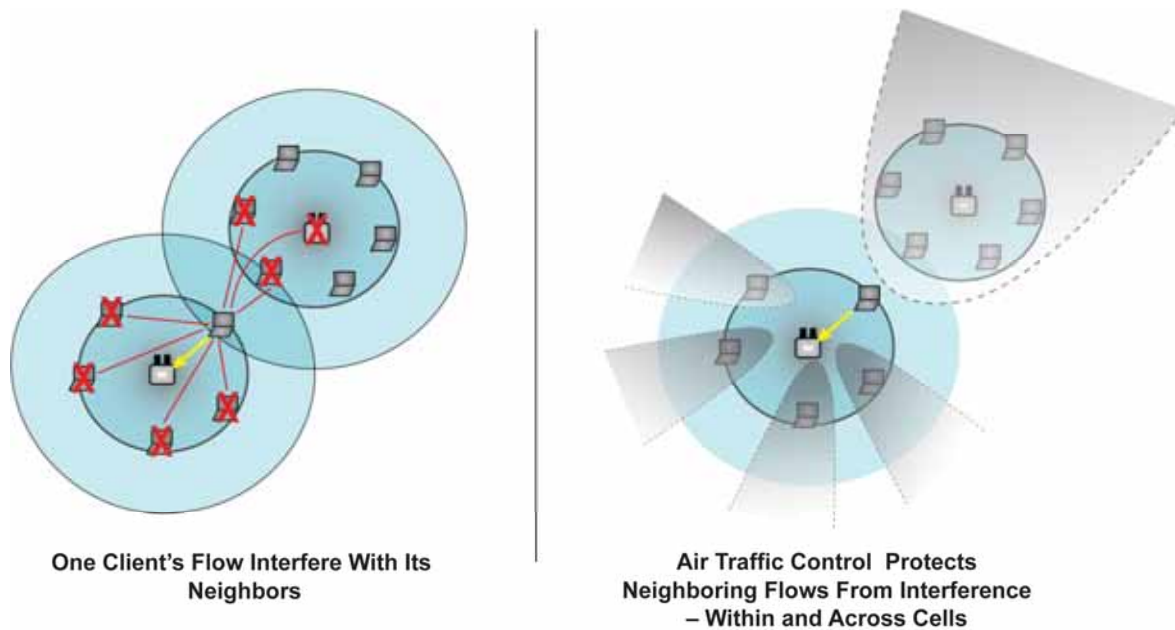 One Client's Flow Interfere With Its
Neighbors
Air Traffic Control Protects
Neighboring Flows From Interference
– Within and Across Cells